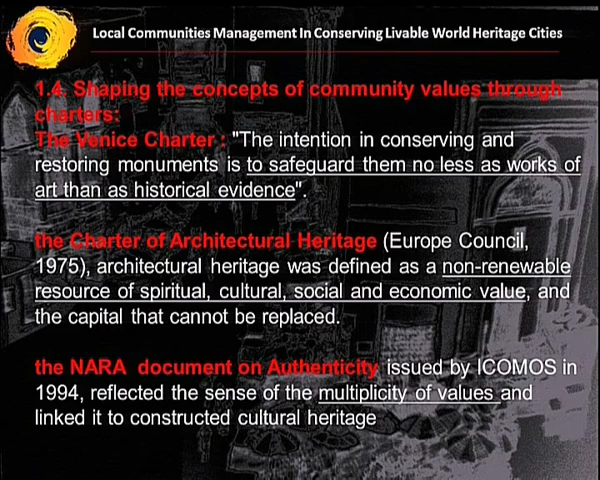 Local Communities Management In Conserving Livable World Heritage Cities
1.4. Shaping the concepts of community values through
charters:
The Venice Charter : "The intention in conserving and
restoring monuments is to safeguard them no less as works of
art than as historical evidence".
the Charter of Architectural Heritage (Europe Council,
1975), architectural heritage was defined as a non-renewable
resource of spiritual, cultural, social and economic value, and
the capital that cannot be replaced.
the NARA document on Authenticity issued by ICOMOS in
1994, reflected the sense of the multiplicity of values and
linked it to constructed cultural heritage